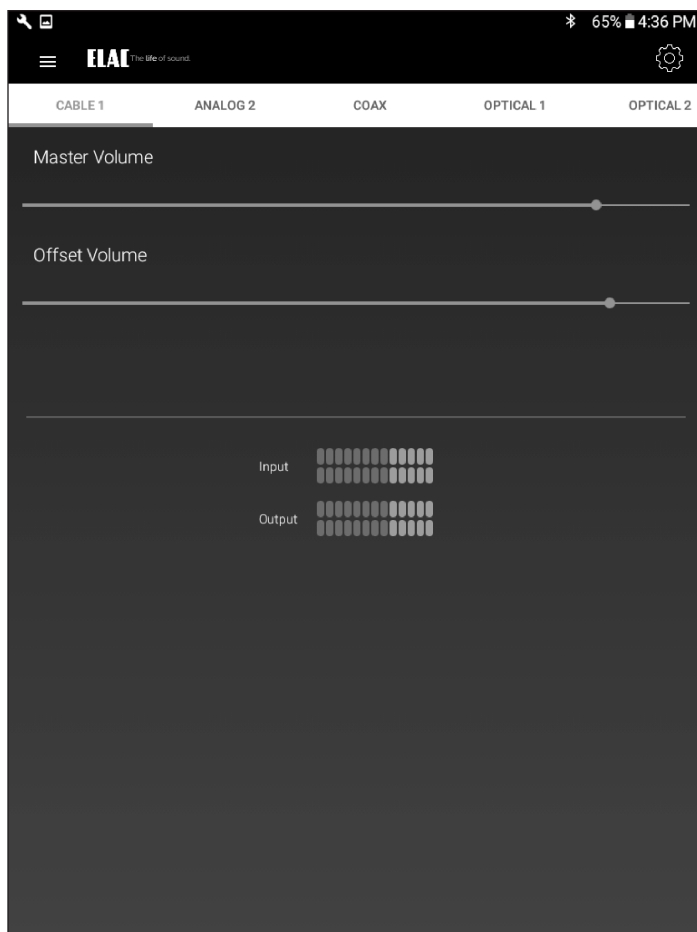 65% 4:36 PM
ELAC The life of sound.
CABLE 1 ANALOG 2 COAX OPTICAL 1 OPTICAL 2
Master Volume
Offset Volume
Input
Output